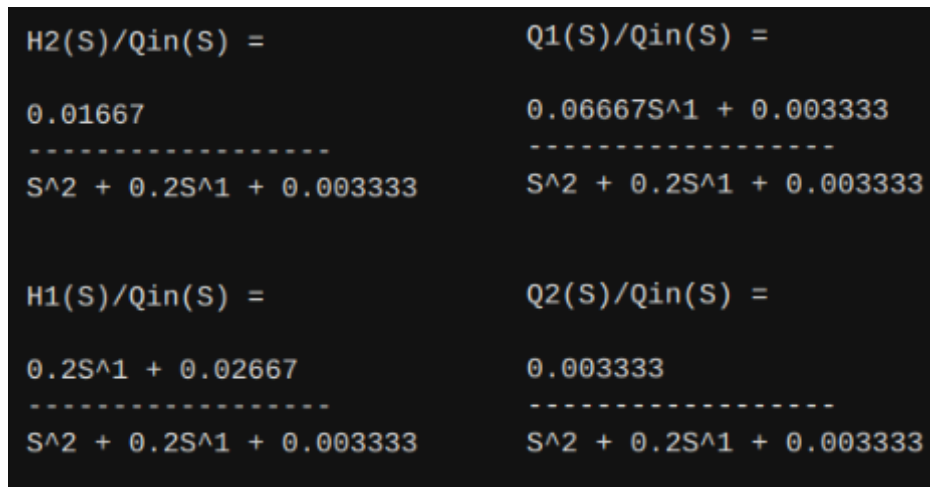 H2(S)/Qin(S) =
0.01667
------------------
S^2 + 0.2S^1 + 0.003333
Q1(S)/Qin(S) =
0.06667S^1 + 0.003333
------------------
S^2 + 0.2S^1 + 0.003333
H1(S)/Qin(S) =
0.2S^1 + 0.02667
------------------
S^2 + 0.2S^1 + 0.003333
Q2(S)/Qin(S) =
0.003333
------------------
S^2 + 0.2S^1 + 0.003333